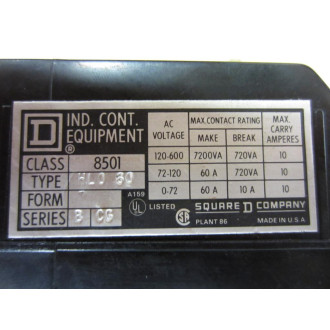 D IND. CONT.
EQUIPMENT
®
CLASS 8501
TYPE
FORM
SERIES
A159
AC
VOLTAGE
MAX. CONTACT RATING
MAKE BREAK
MAX.
CARRY
AMPERES
120-600 7200VA 720VA 10
72-120 60 A 720VA 10
0-72 60 A 10 A 10
UL LISTED SA SQUARE D COMPANY
PLANT 86 MADE IN U.S.A